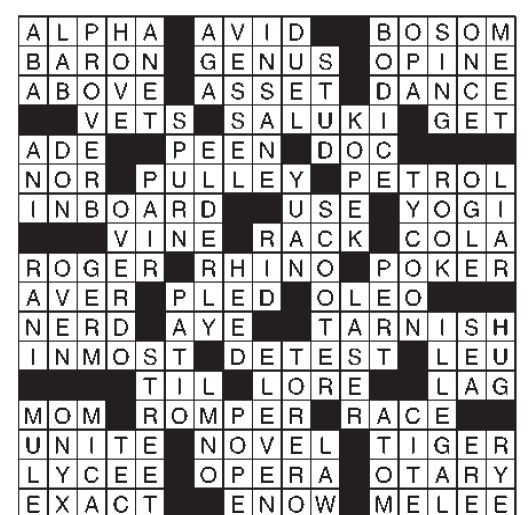 ALPHA AVID BOSOM
BARON GENUS OPINE
ABOVE ASSET DANCE
VETS SALUKI GET
ADE PEEN DOC
NOR PULLEY PETROL
INBOARD USE YOGI
VINE RACK COLA
ROGER RHINO POKER
AVER PLED OLEO
NERD AYE TARNISH
INMOST DETEST LEU
TIL LORE LAG
MOM ROMPER RACE
UNITE NOVEL TIGER
LYCEE OPERA OTARY
EXACT ENOW MELEE